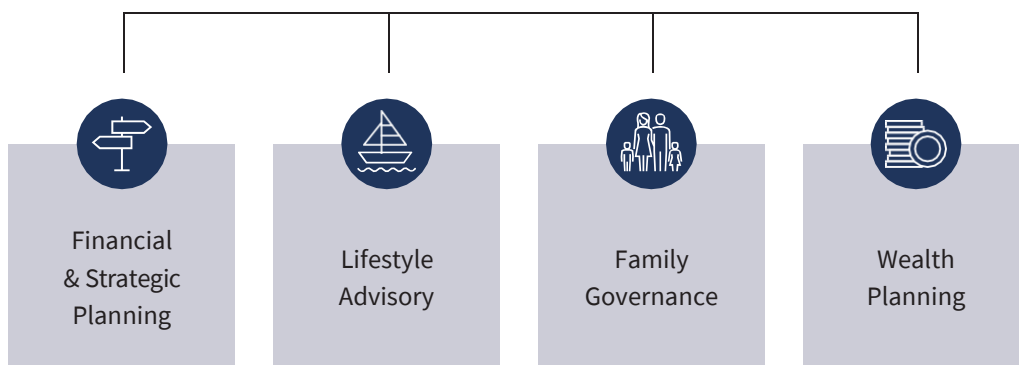 Financial
& Strategic
Planning
Lifestyle
Advisory
Family
Governance
Wealth
Planning